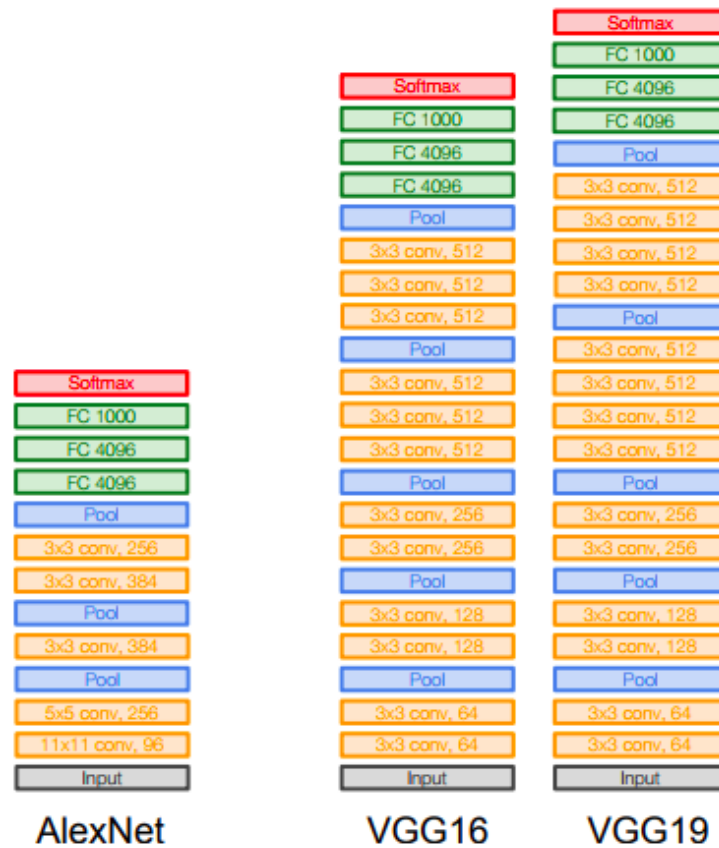 Softmax
FC 1000
FC 4096
FC 4096
Pool
3x3 conv, 256
3x3 conv, 384
Pool
3x3 conv, 384
Pool
5x5 conv, 256
11x11 conv, 96
Input
AlexNet
Softmax
FC 1000
FC 4096
FC 4096
Pool
3x3 conv, 512
3x3 conv, 512
3x3 conv, 512
Pool
3x3 conv, 512
3x3 conv, 512
3x3 conv, 512
Pool
3x3 conv, 256
3x3 conv, 256
Pool
3x3 conv, 128
3x3 conv, 128
Pool
3x3 conv, 64
3x3 conv, 64
Input
VGG16
Softmax
FC 1000
FC 4096
FC 4096
Pool
3x3 conv, 512
3x3 conv, 512
3x3 conv, 512
3x3 conv, 512
Pool
3x3 conv, 512
3x3 conv, 512
3x3 conv, 512
3x3 conv, 512
Pool
3x3 conv, 256
3x3 conv, 256
Pool
3x3 conv, 128
3x3 conv, 128
Pool
3x3 conv, 64
3x3 conv, 64
Input
VGG19